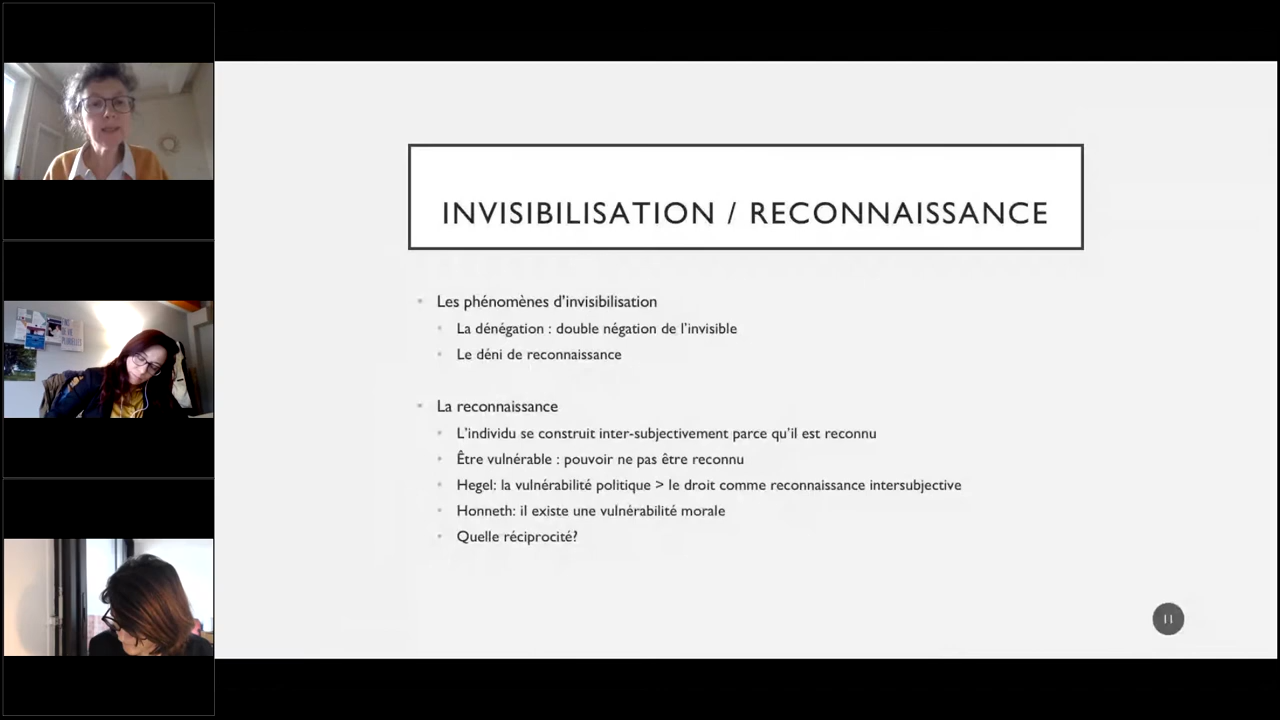 INVISIBILISATION / RECONNAISSANCE
Les phénomènes d'invisibilisation
La dénégation : double négation de l'invisible
Le déni de reconnaissance
La reconnaissance
L'individu se construit inter-subjectivement parce qu'il est reconnu
Être vulnérable : pouvoir ne pas être reconnu
Hegel: la vulnérabilité politique > le droit comme reconnaissance intersubjective
Honneth: il existe une vulnérabilité morale
Quelle réciprocité?
11